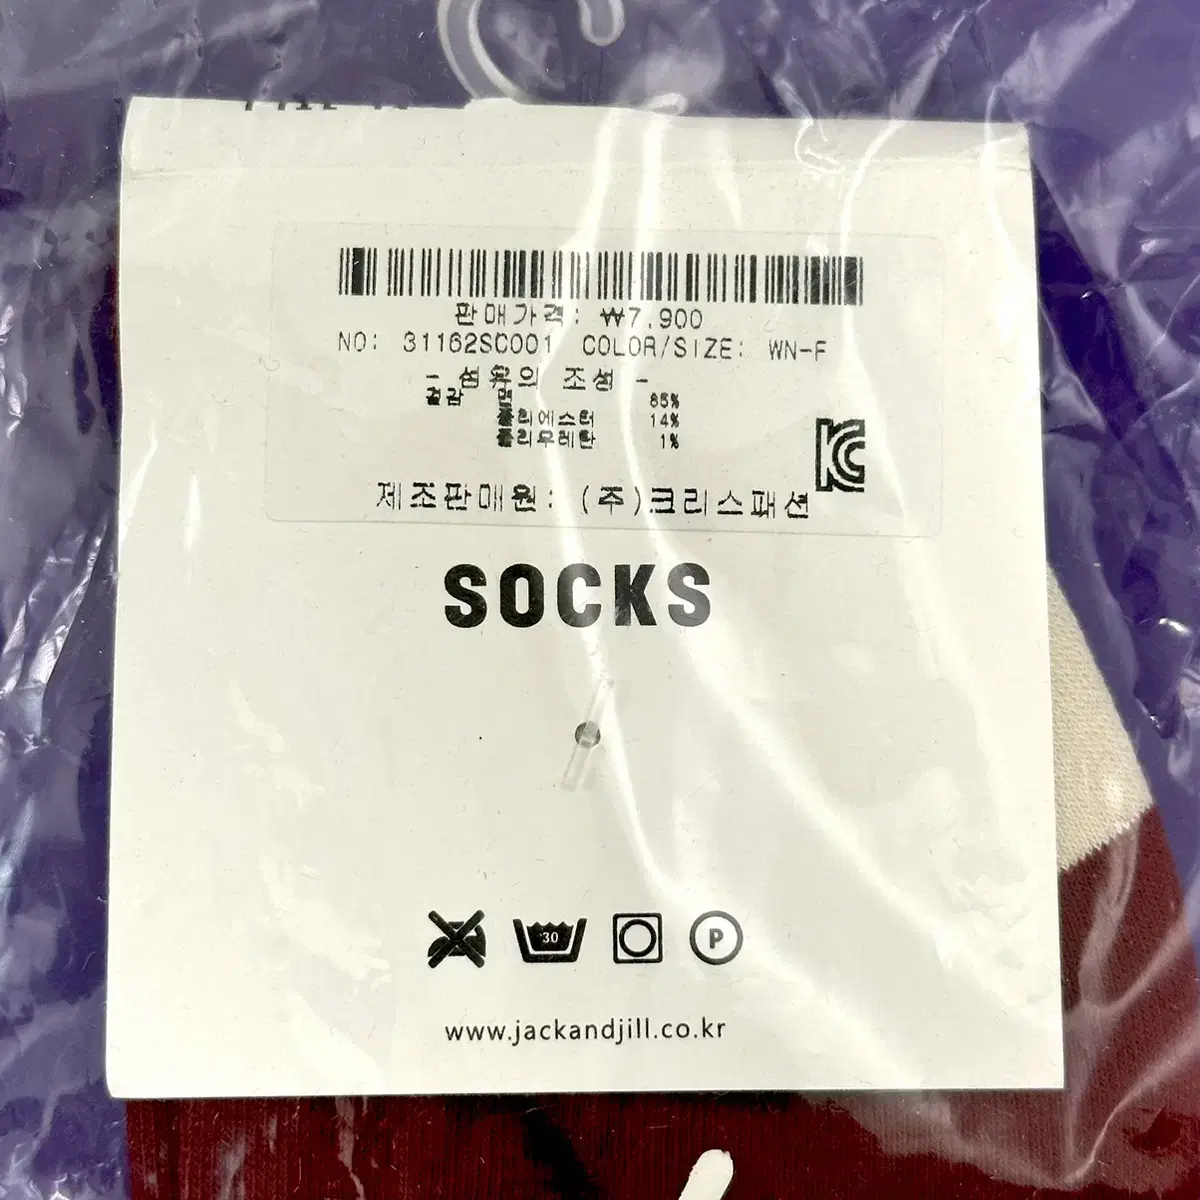 판매가격: ₩7,900
NO: 31162SC001 COLOR/SIZE: WN-F
- 섬유의 조성 -
겉감 면 85%
폴리에스터 14%
폴리우레탄 1%
제조판매원: (주)크리스패션
SOCKS
30
P
www.jackandjill.co.kr